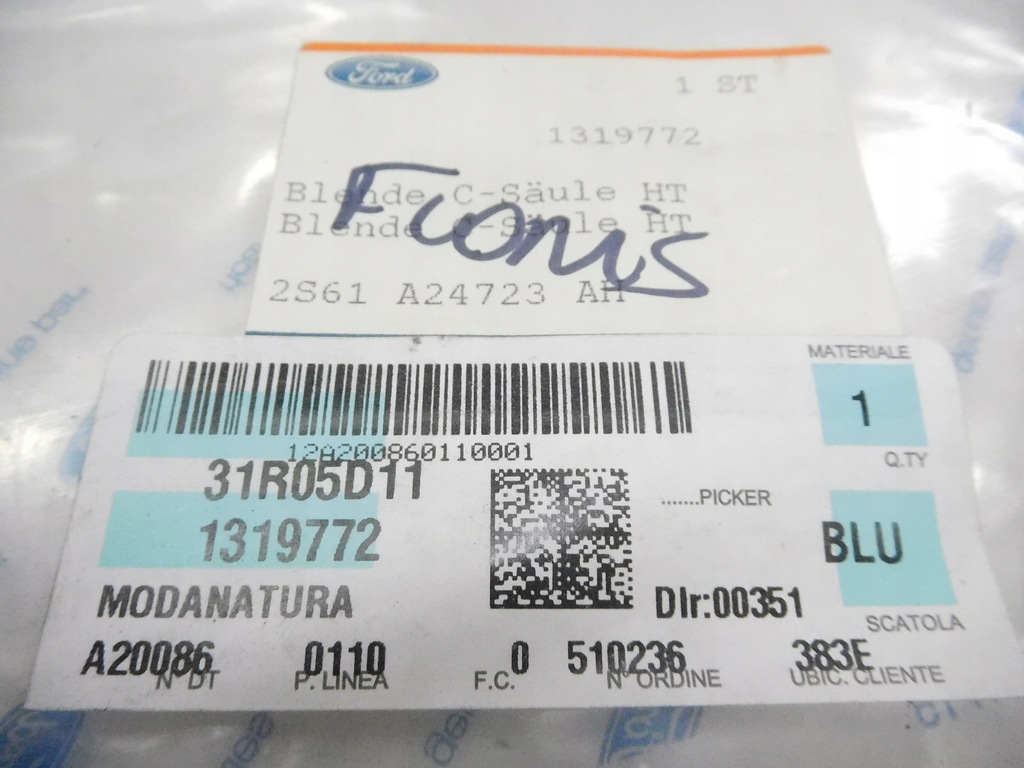 Ford
1 ST
1319772
Blende C-Säule HT
Blende C-Säule HT
2S61 A24723 AH
MATERIALE
1
12A200860110001
Q.TY
31R05D11
.......PICKER
1319772
BLU
MODANATURA
Dlr:00351
SCATOLA
A20086 0110 0 510236 383E
N° DT P. LINEA F.C. N° ORDINE UBIC. CLIENTE